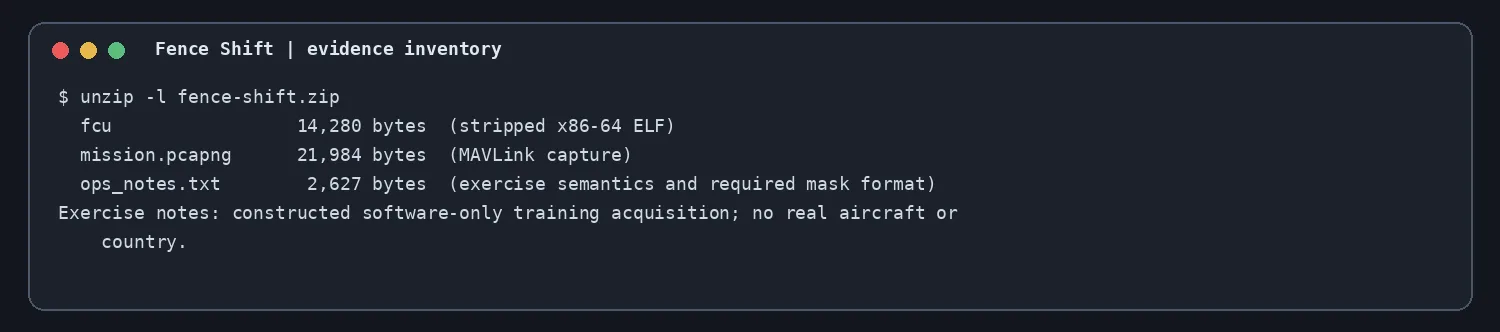 Fence Shift | evidence inventory
$ unzip -l fence-shift.zip
fcu 14,280 bytes (stripped x86-64 ELF)
mission.pcapng 21,984 bytes (MAVLink capture)
ops_notes.txt 2,627 bytes (exercise semantics and required mask format)
Exercise notes: constructed software-only training acquisition; no real aircraft or
country.